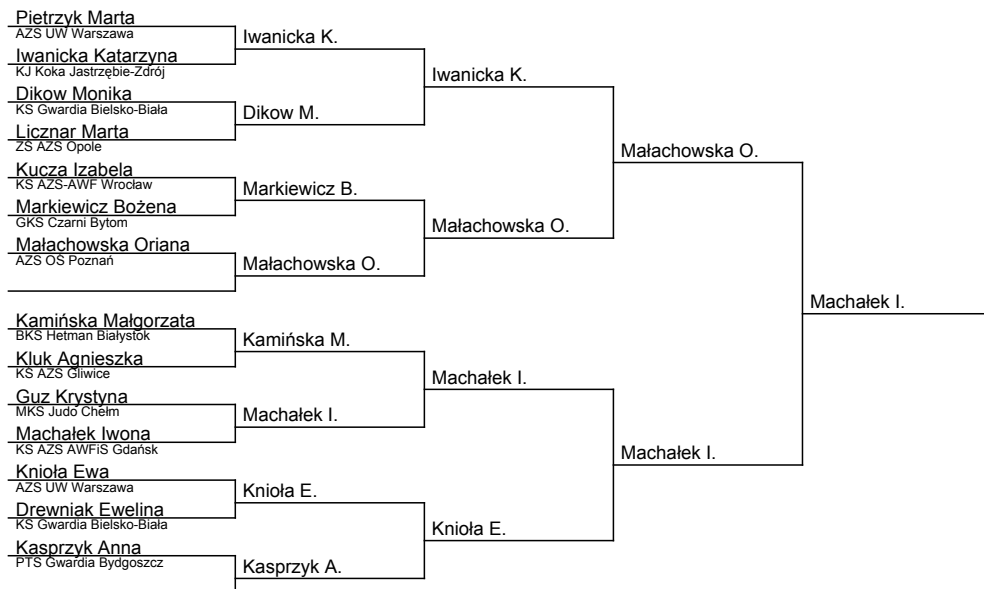 Pietrzyk Marta
AZS UW Warszawa
Iwanicka Katarzyna
KJ Koka Jastrzębie-Zdrój
Dikow Monika
KS Gwardia Bielsko-Biała
Licznar Marta
ZS AZS Opole
Kucza Izabela
KS AZS-AWF Wrocław
Markiewicz Bożena
GKS Czarni Bytom
Małachowska Oriana
AZS OŚ Poznań
Kamińska Małgorzata
BKS Hetman Białystok
Kluk Agnieszka
KS AZS Gliwice
Guz Krystyna
MKS Judo Chełm
Machałek Iwona
KS AZS AWFiS Gdańsk
Knioła Ewa
AZS UW Warszawa
Drewniak Ewelina
KS Gwardia Bielsko-Biała
Kasprzyk Anna
PTS Gwardia Bydgoszcz
Iwanicka K.
Dikow M.
Markiewicz B.
Małachowska O.
Kamińska M.
Machałek I.
Knioła E.
Kasprzyk A.
Iwanicka K.
Małachowska O.
Machałek I.
Knioła E.
Małachowska O.
Machałek I.
Machałek I.